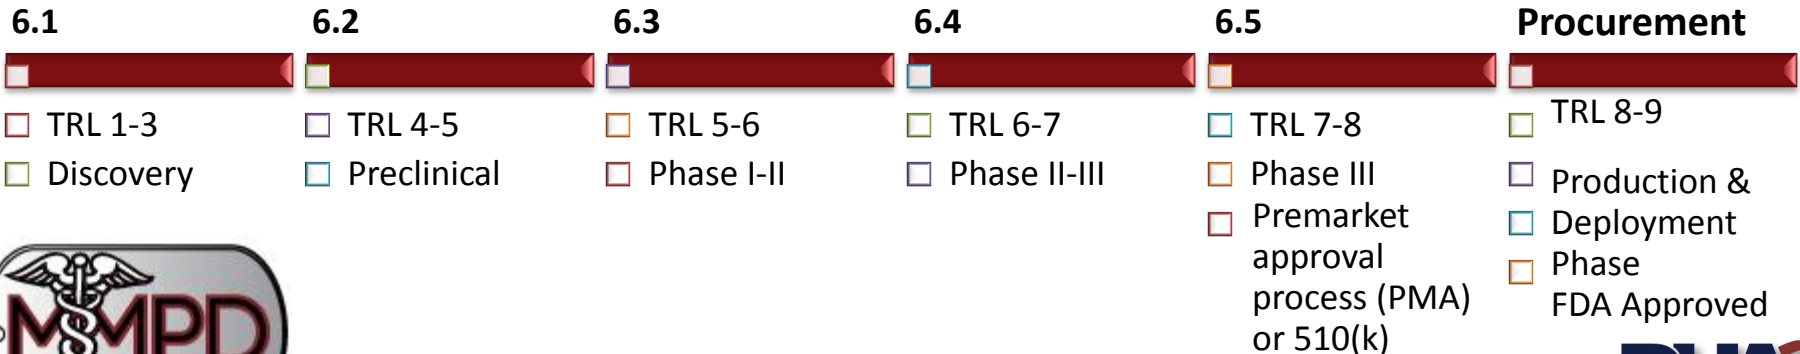 6.1
TRL 1-3
Discovery
6.2
TRL 4-5
Preclinical
6.3
TRL 5-6
Phase I-II
6.4
TRL 6-7
Phase II-III
6.5
TRL 7-8
Phase III
Premarket
approval
process (PMA)
or 510(k)
Procurement
TRL 8-9
Production &
Deployment
Phase
FDA Approved
MMPD